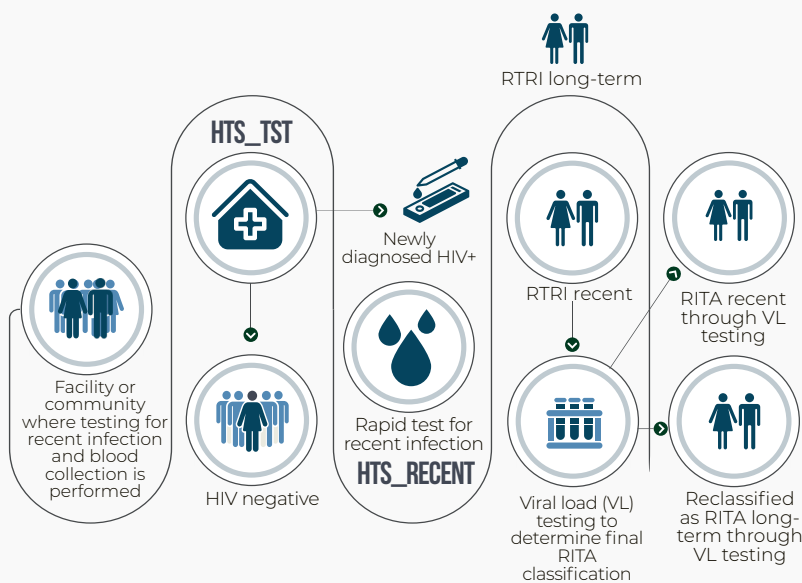 RTRI long-term
HTS_TST
Newly
diagnosed HIV+
RTRI recent
RITA recent
through VL
testing
Facility or
community
where testing for
recent infection
and blood
collection is
performed
HIV negative
Rapid test for
recent infection
HTS_RECENT
Viral load (VL)
testing to
determine final
RITA
classification
Reclassified
as RITA long-
term through
VL testing